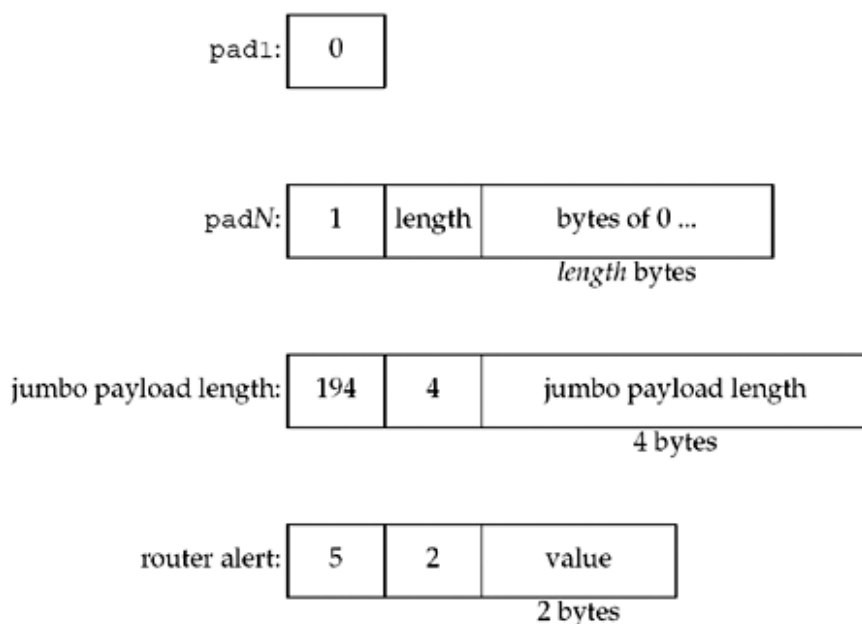 pad1: 0
padN: 1 length bytes of 0 ...
length bytes
jumbo payload length: 194 4 jumbo payload length
4 bytes
router alert: 5 2 value
2 bytes